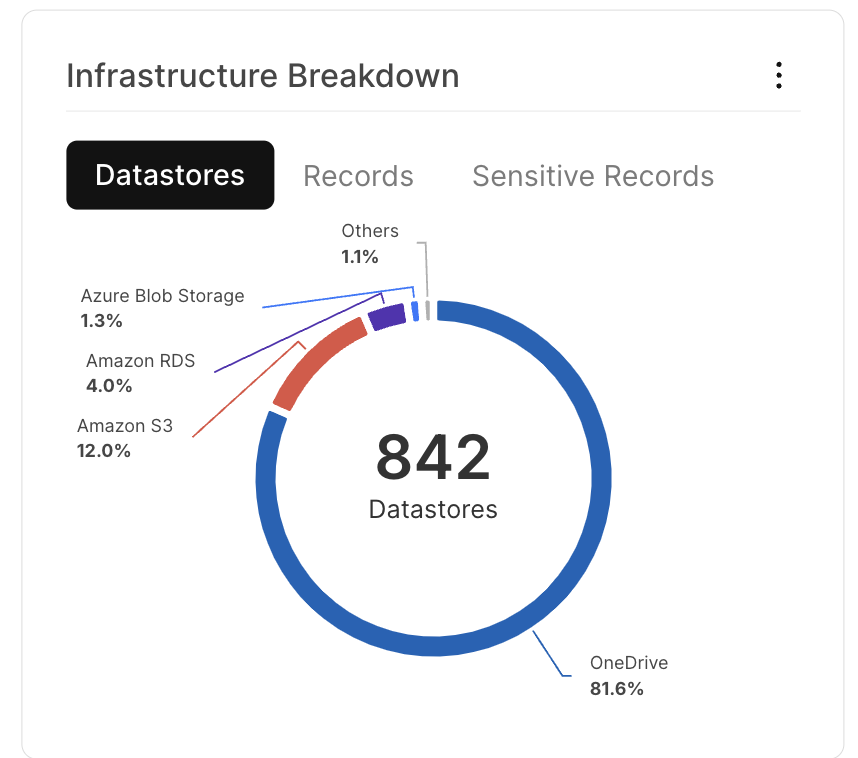 Infrastructure Breakdown
Datastores
Records
Sensitive Records
Others
1.1%
Azure Blob Storage
1.3%
Amazon RDS
4.0%
Amazon S3
12.0%
842
Datastores
OneDrive
81.6%